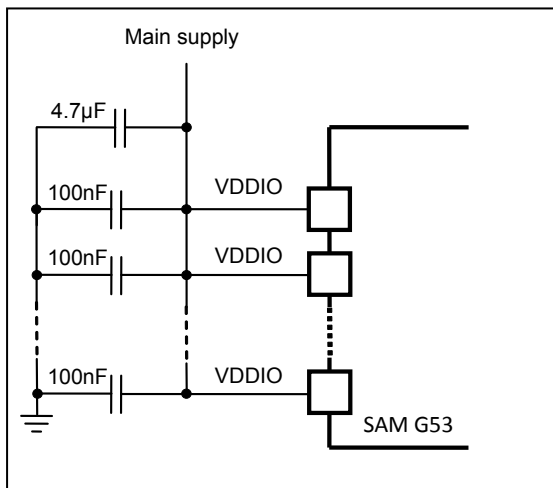 Main supply
4.7µF
100nF
VDDIO
100nF
VDDIO
100nF
VDDIO
SAM G53